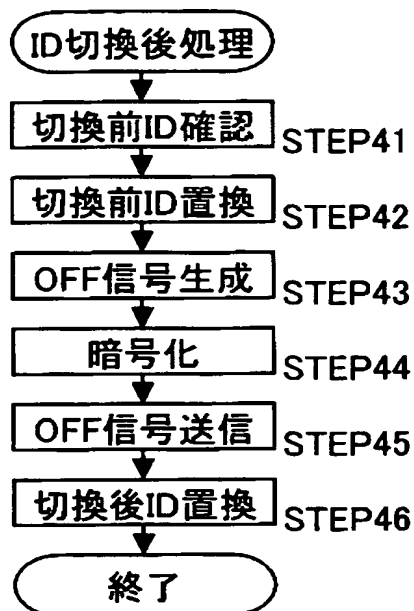 ID切換後処理
切換前ID確認
STEP41
切換前ID置換
STEP42
OFF信号生成
STEP43
暗号化
STEP44
OFF信号送信
STEP45
切換後ID置換
STEP46
終了